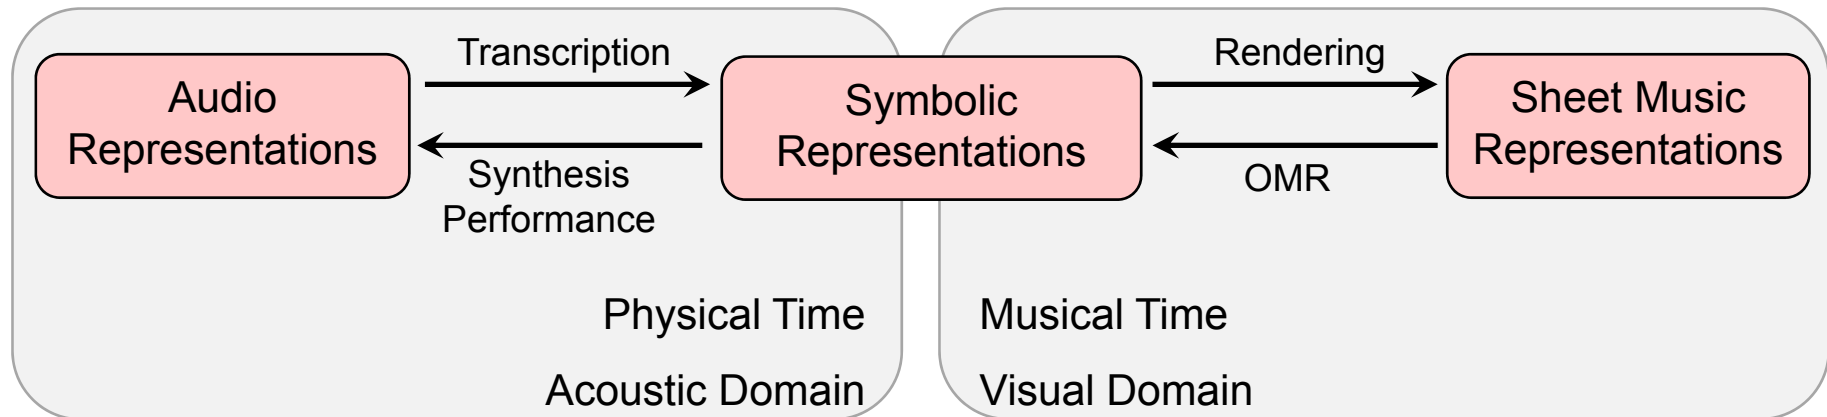 Transcription
Rendering
Audio
Representations
Symbolic
Representations
Sheet Music
Representations
Synthesis
Performance
OMR
Physical Time
Musical Time
Acoustic Domain
Visual Domain